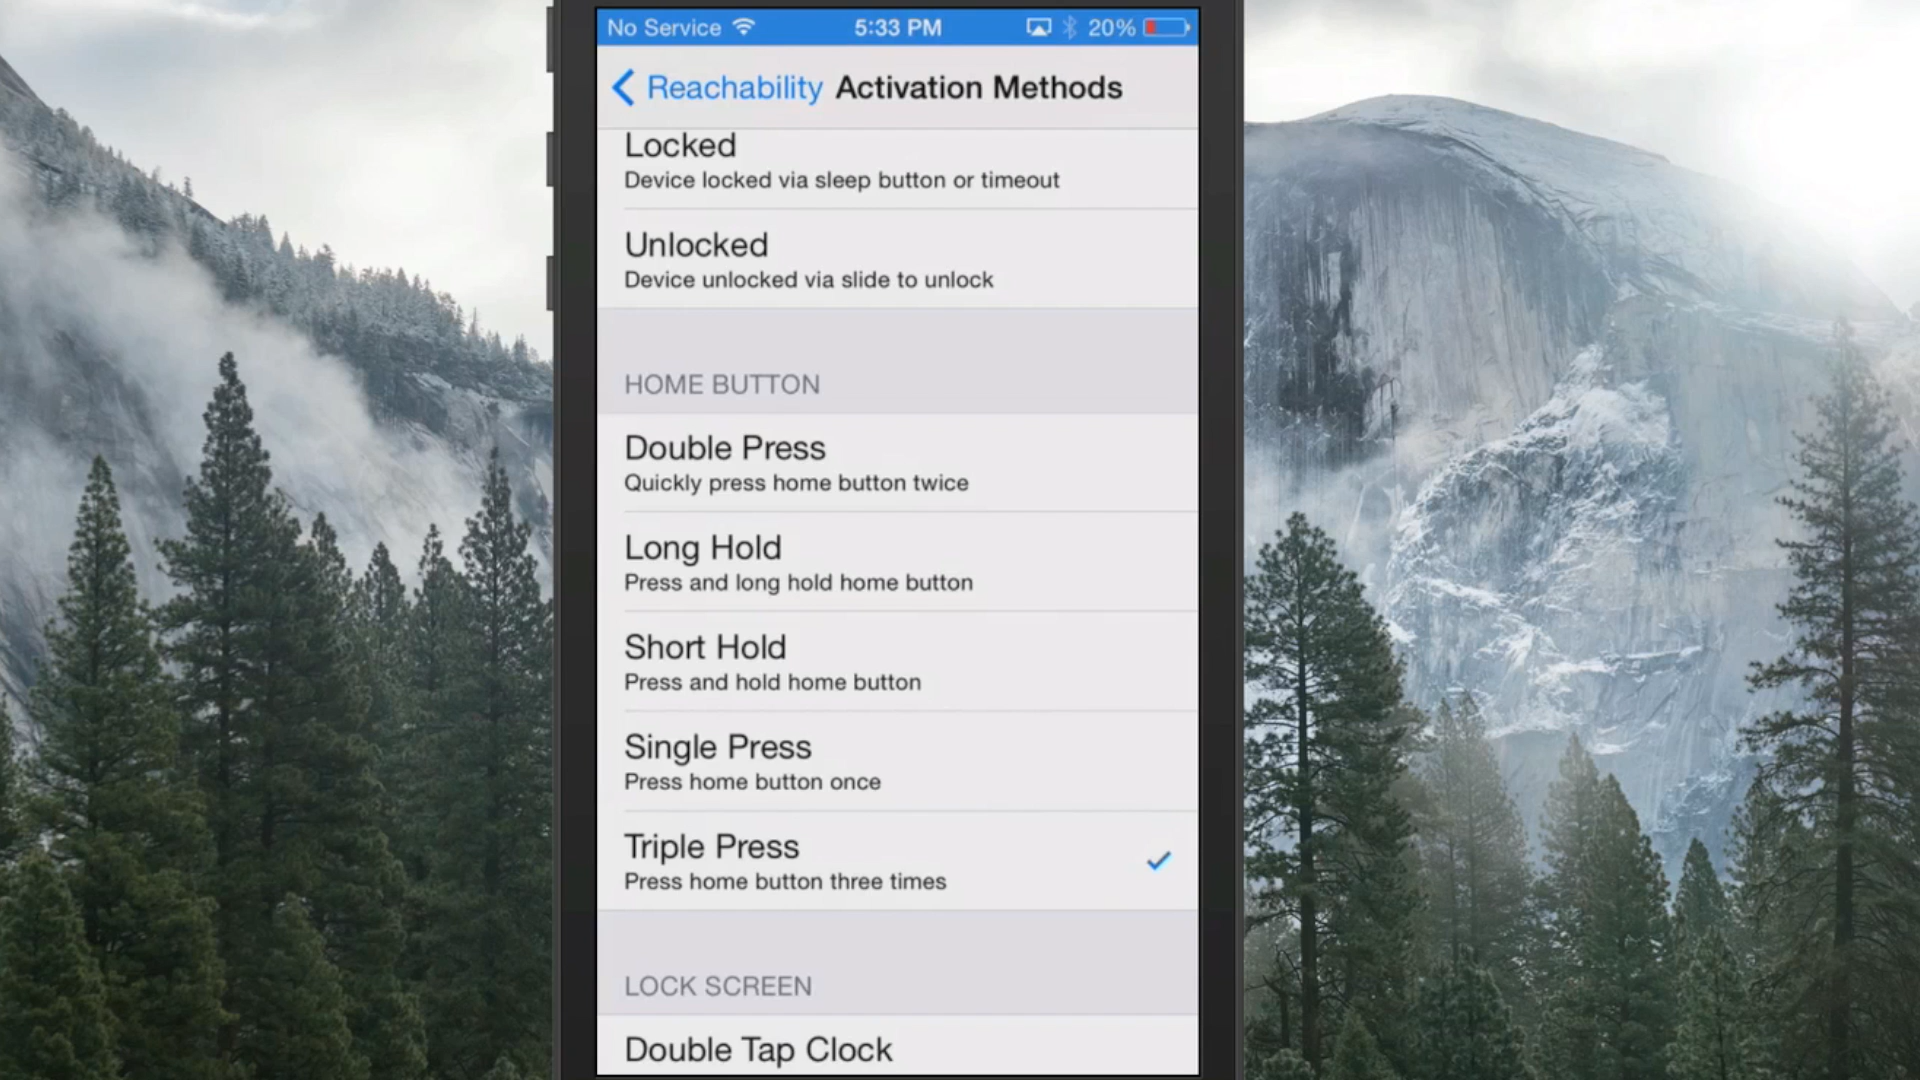 No Service 5:33 PM 20%
Reachability Activation Methods
Locked
Device locked via sleep button or timeout
Unlocked
Device unlocked via slide to unlock
HOME BUTTON
Double Press
Quickly press home button twice
Long Hold
Press and long hold home button
Short Hold
Press and hold home button
Single Press
Press home button once
Triple Press
Press home button three times
LOCK SCREEN
Double Tap Clock